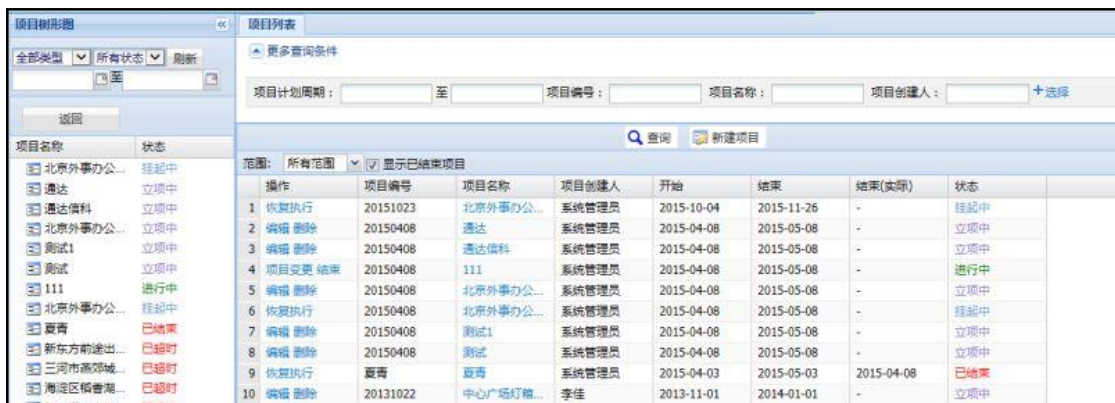 项目树形图
全部类型 所有状态 刷新
至
返回
项目名称 状态
北京外事办公... 挂起中
通达 立项中
通达信科 立项中
北京外事办公... 立项中
测试1 立项中
测试 立项中
111 进行中
北京外事办公... 挂起中
夏青 已结束
新东方前途出... 已超时
三河市燕郊城... 已超时
海淀区稻香湖... 已超时
项目列表
更多查询条件
项目计划周期： 至 项目编号： 项目名称： 项目创建人： +选择
查询 新建项目
范围： 所有范围 显示已结束项目
操作 项目编号 项目名称 项目创建人 开始 结束 结束(实际) 状态
1 恢复执行 20151023 北京外事办公... 系统管理员 2015-10-04 2015-11-26 - 挂起中
2 编辑 删除 20150408 通达 系统管理员 2015-04-08 2015-05-08 - 立项中
3 编辑 删除 20150408 通达信科 系统管理员 2015-04-08 2015-05-08 - 立项中
4 项目变更 结束 20150408 111 系统管理员 2015-04-08 2015-05-08 - 进行中
5 编辑 删除 20150408 北京外事办公... 系统管理员 2015-04-08 2015-05-08 - 立项中
6 恢复执行 20150408 北京外事办公... 系统管理员 2015-04-08 2015-05-08 - 挂起中
7 编辑 删除 20150408 测试1 系统管理员 2015-04-08 2015-05-08 - 立项中
8 编辑 删除 20150408 测试 系统管理员 2015-04-08 2015-05-08 - 立项中
9 恢复执行 夏青 夏青 系统管理员 2015-04-03 2015-05-03 2015-04-08 已结束
10 编辑 删除 20131022 中心广场灯箱... 李佳 2013-11-01 2014-01-01 - 立项中